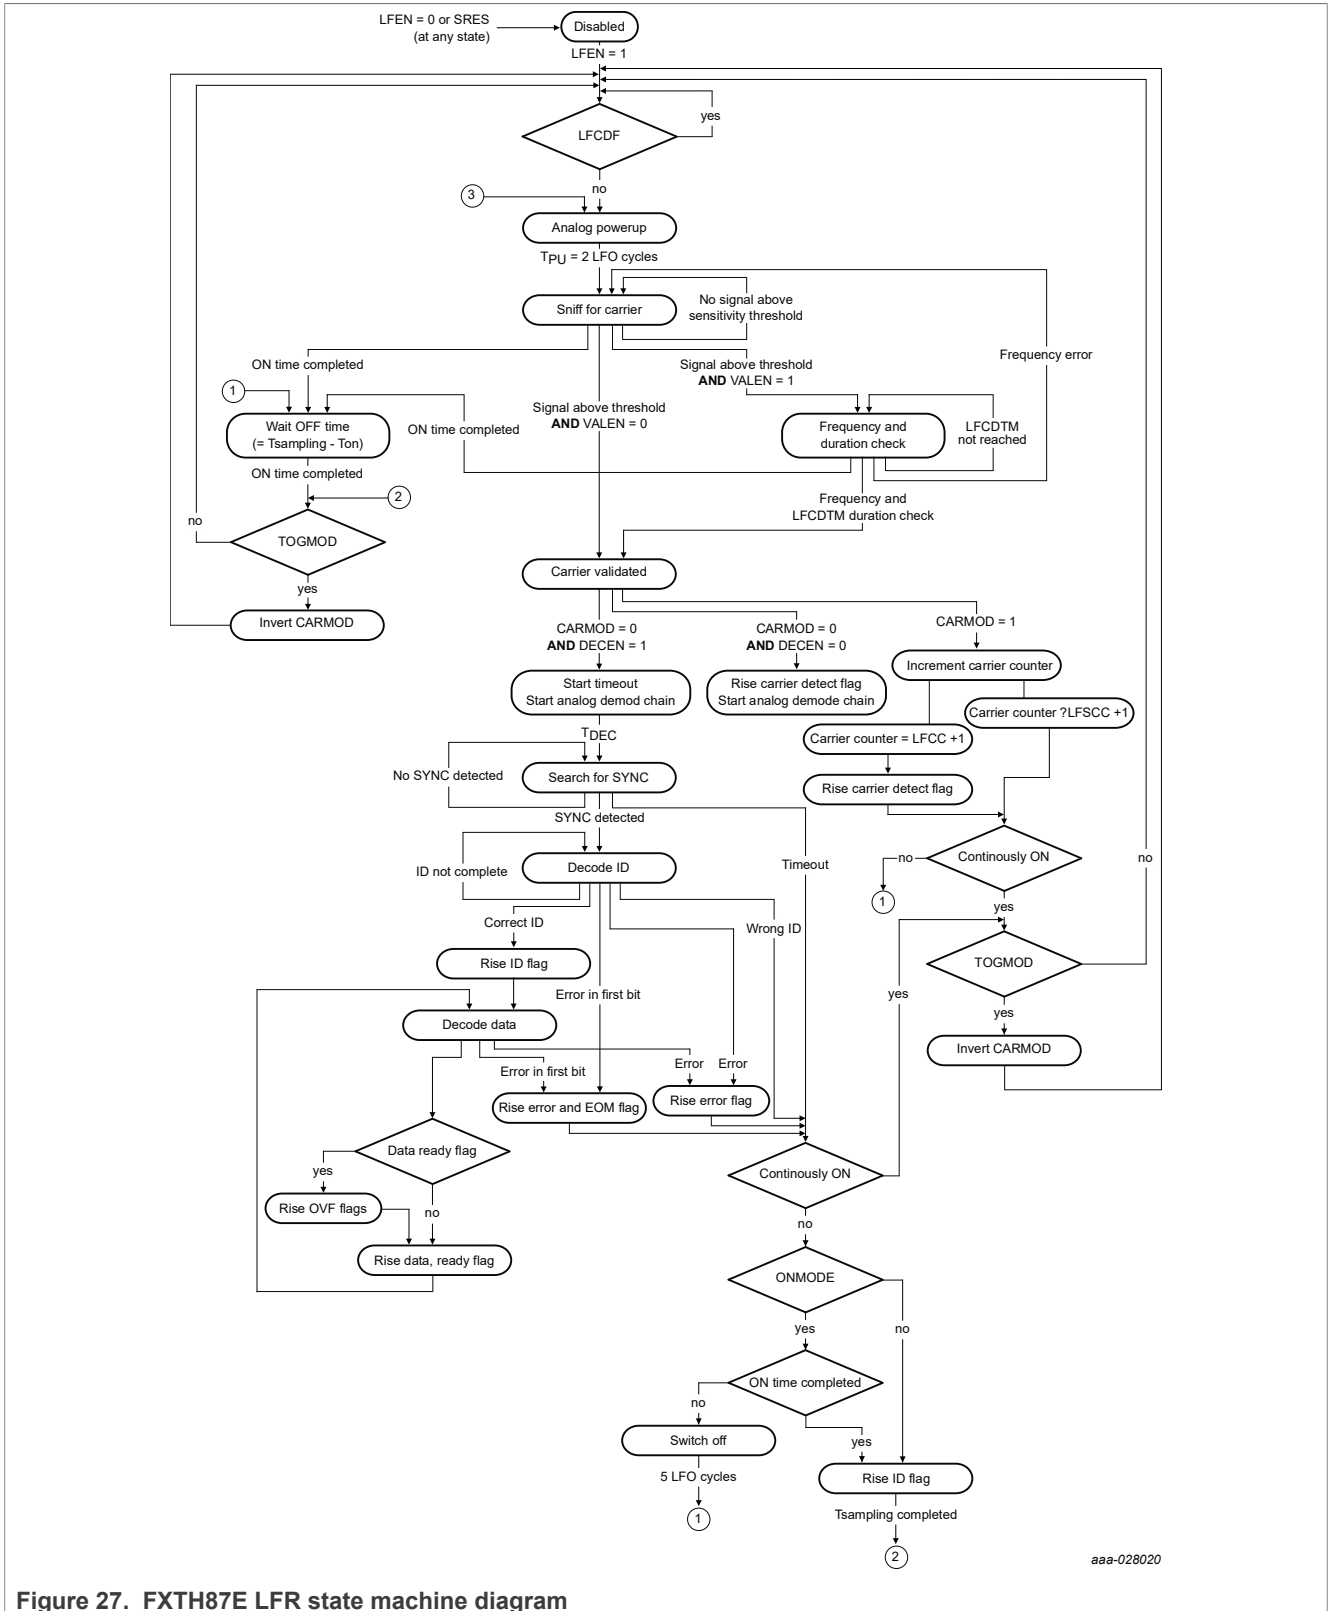 LFEN = 0 or SRES
(at any state)
Disabled
LFEN = 1
yes
LFCDF
no
3
Analog powerup
TPU = 2 LFO cycles
No signal above
sensitivity threshold
Sniff for carrier
Frequency error
ON time completed
Signal above threshold
AND VALEN = 1
1
Signal above threshold
AND VALEN = 0
Wait OFF time
(= Tsampling - Ton)
ON time completed
Frequency and
duration check
LFCDTM
not reached
ON time completed
2
Frequency and
LFCDTM duration check
no
TOGMOD
yes
Carrier validated
Invert CARMOD
CARMOD = 0
AND DECEN = 1
CARMOD = 0
AND DECEN = 0
CARMOD = 1
Increment carrier counter
Start timeout
Start analog demod chain
Rise carrier detect flag
Start analog demode chain
Carrier counter ?LFSCC +1
TDEC
Carrier counter = LFCC +1
No SYNC detected
Search for SYNC
Rise carrier detect flag
SYNC detected
ID not complete
Decode ID
Timeout
no
Continously ON
no
1
yes
Correct ID
Wrong ID
Rise ID flag
TOGMOD
Error in first bit
yes
yes
Decode data
Invert CARMOD
Error in first bit
Error
Error
Rise error and EOM flag
Rise error flag
Data ready flag
Continously ON
yes
Rise OVF flags
no
no
Rise data, ready flag
ONMODE
yes
no
ON time completed
no
Switch off
yes
5 LFO cycles
Rise ID flag
1
Tsampling completed
2
aaa-028020
Figure 27. FXTH87E LFR state machine diagram